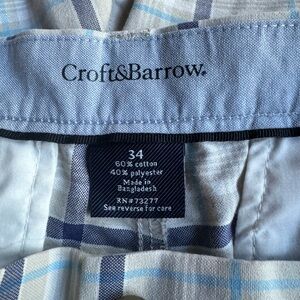 Croft&Barrow.
34
60% cotton
40% polyester
Made in
Bangladesh
RN#73277
See reverse for care